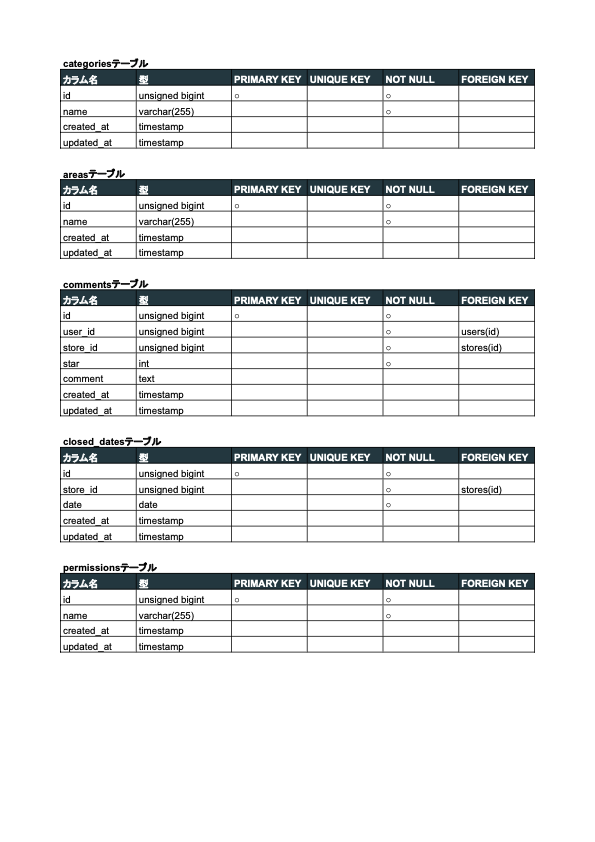 categoriesテーブル
カラム名 型 PRIMARY KEY UNIQUE KEY NOT NULL FOREIGN KEY
id unsigned bigint ○ ○
name varchar(255) ○
created_at timestamp
updated_at timestamp
areasテーブル
カラム名 型 PRIMARY KEY UNIQUE KEY NOT NULL FOREIGN KEY
id unsigned bigint ○ ○
name varchar(255) ○
created_at timestamp
updated_at timestamp
commentsテーブル
カラム名 型 PRIMARY KEY UNIQUE KEY NOT NULL FOREIGN KEY
id unsigned bigint ○ ○
user_id unsigned bigint ○ users(id)
store_id unsigned bigint ○ stores(id)
star int ○
comment text
created_at timestamp
updated_at timestamp
closed_datesテーブル
カラム名 型 PRIMARY KEY UNIQUE KEY NOT NULL FOREIGN KEY
id unsigned bigint ○ ○
store_id unsigned bigint ○ stores(id)
date date ○
created_at timestamp
updated_at timestamp
permissionsテーブル
カラム名 型 PRIMARY KEY UNIQUE KEY NOT NULL FOREIGN KEY
id unsigned bigint ○ ○
name varchar(255) ○
created_at timestamp
updated_at timestamp